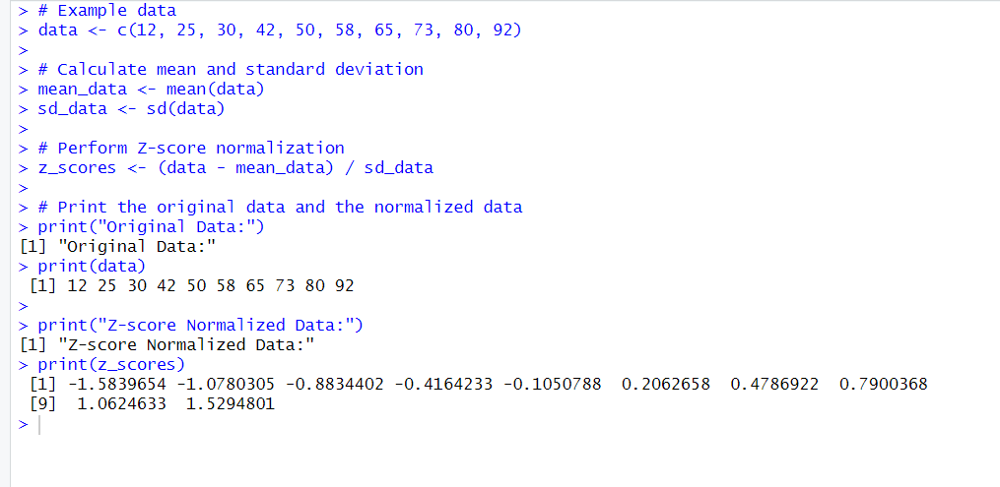 > # Example data
> data <- c(12, 25, 30, 42, 50, 58, 65, 73, 80, 92)
>
> # Calculate mean and standard deviation
> mean_data <- mean(data)
> sd_data <- sd(data)
>
> # Perform Z-score normalization
> z_scores <- (data - mean_data) / sd_data
>
> # Print the original data and the normalized data
> print("Original Data:")
[1] "Original Data:"
> print(data)
 [1] 12 25 30 42 50 58 65 73 80 92
>
> print("Z-score Normalized Data:")
[1] "Z-score Normalized Data:"
> print(z_scores)
 [1] -1.5839654 -1.0780305 -0.8834402 -0.4164233 -0.1050788  0.2062658  0.4786922  0.7900368
 [9]  1.0624633  1.5294801
>